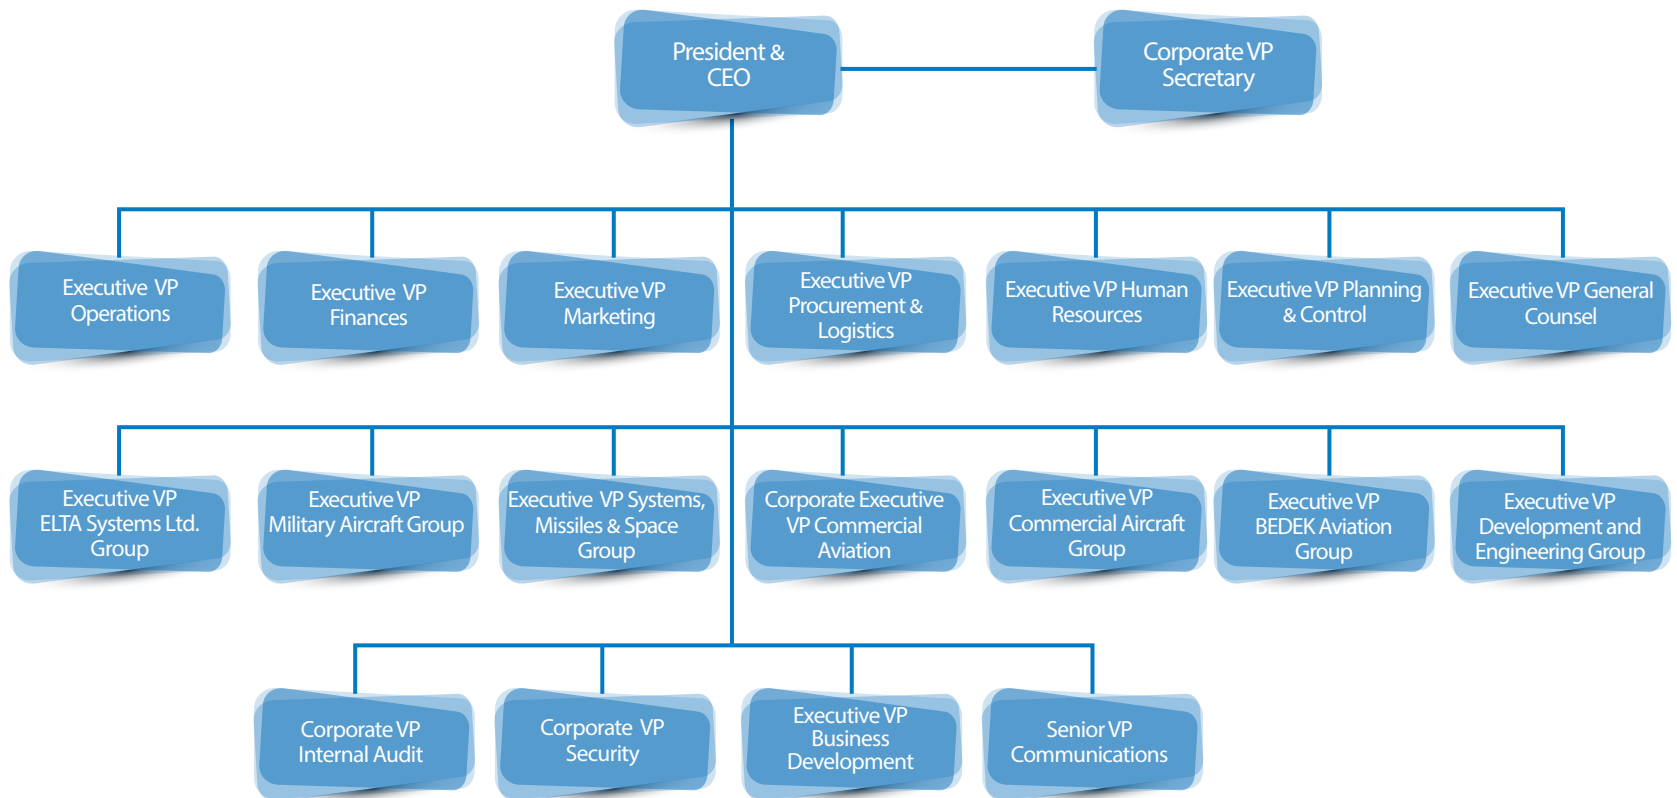 President &
CEO
Corporate VP
Secretary
Executive VP
Operations
Executive VP
Finances
Executive VP
Marketing
Executive VP
Procurement &
Logistics
Executive VP Human
Resources
Executive VP Planning
& Control
Executive VP General
Counsel
Executive VP
ELTA Systems Ltd.
Group
Executive VP
Military Aircraft Group
Executive VP Systems,
Missiles & Space
Group
Corporate Executive
VP Commercial
Aviation
Executive VP
Commercial Aircraft
Group
Executive VP
BEDEK Aviation
Group
Executive VP
Development and
Engineering Group
Corporate VP
Internal Audit
Corporate VP
Security
Executive VP
Business
Development
Senior VP
Communications